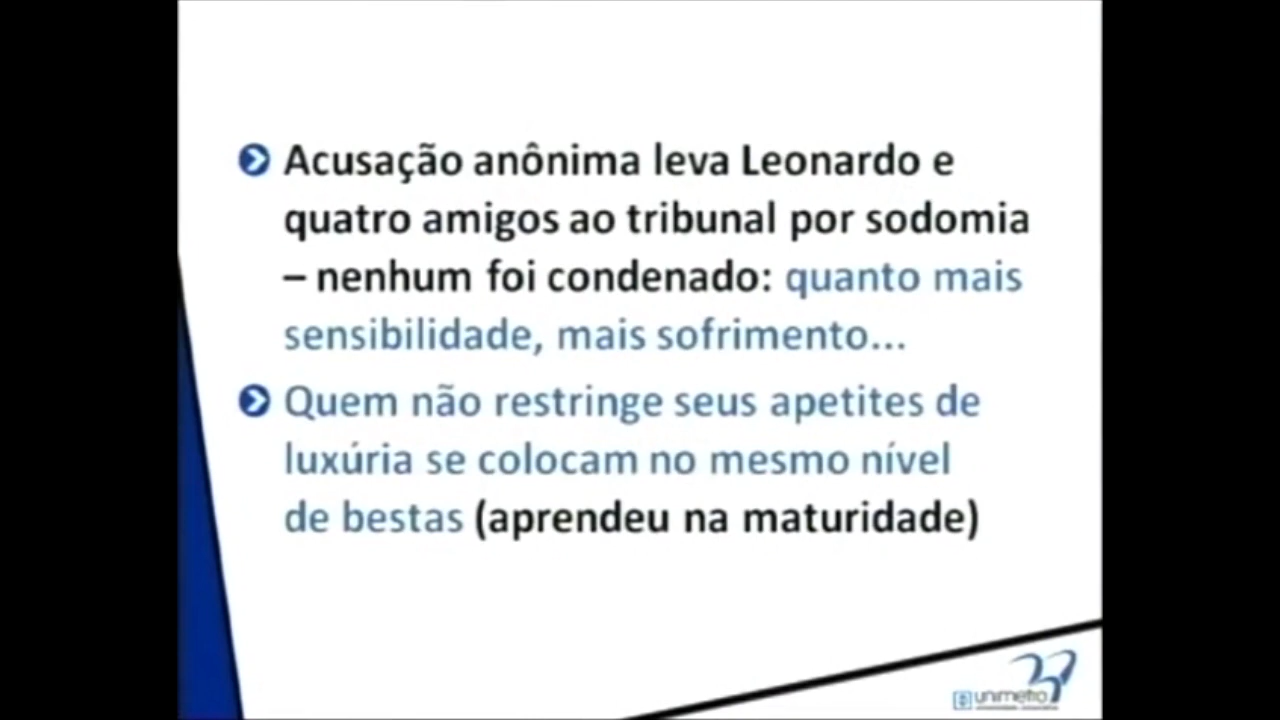 Acusação anônima leva Leonardo e
quatro amigos ao tribunal por sodomia
– nenhum foi condenado: quanto mais
sensibilidade, mais sofrimento...
Quem não restringe seus apetites de
luxúria se colocam no mesmo nível
de bestas (aprendeu na maturidade)
unimetro